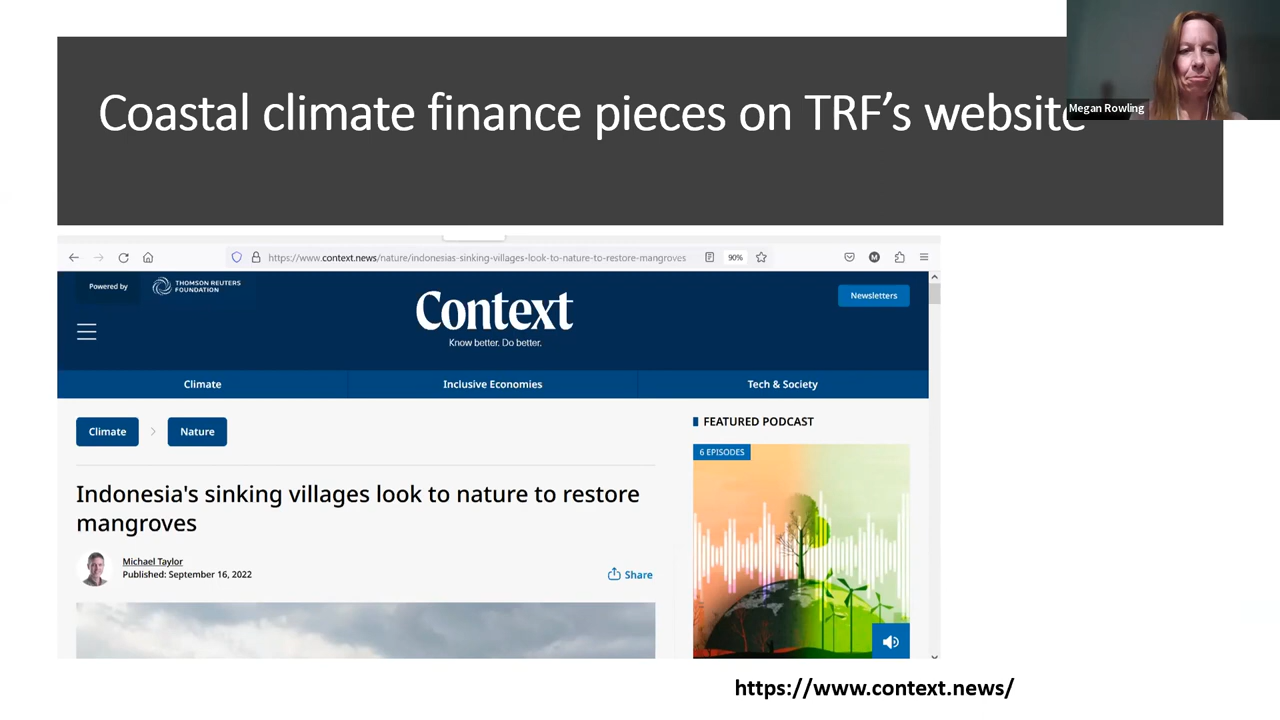 Coastal climate finance pieces on TRF's website
Megan Rowling
https://www.context.news/nature/indonesias-sinking-villages-look-to-nature-to-restore-mangroves
90%
M
Powered by
THOMSON REUTERS
FOUNDATION
Context
Know better. Do better.
Newsletters
Climate
Inclusive Economies
Tech & Society
Climate
Nature
FEATURED PODCAST
6 EPISODES
Indonesia's sinking villages look to nature to restore
mangroves
Michael Taylor
Published: September 16, 2022
Share
https://www.context.news/